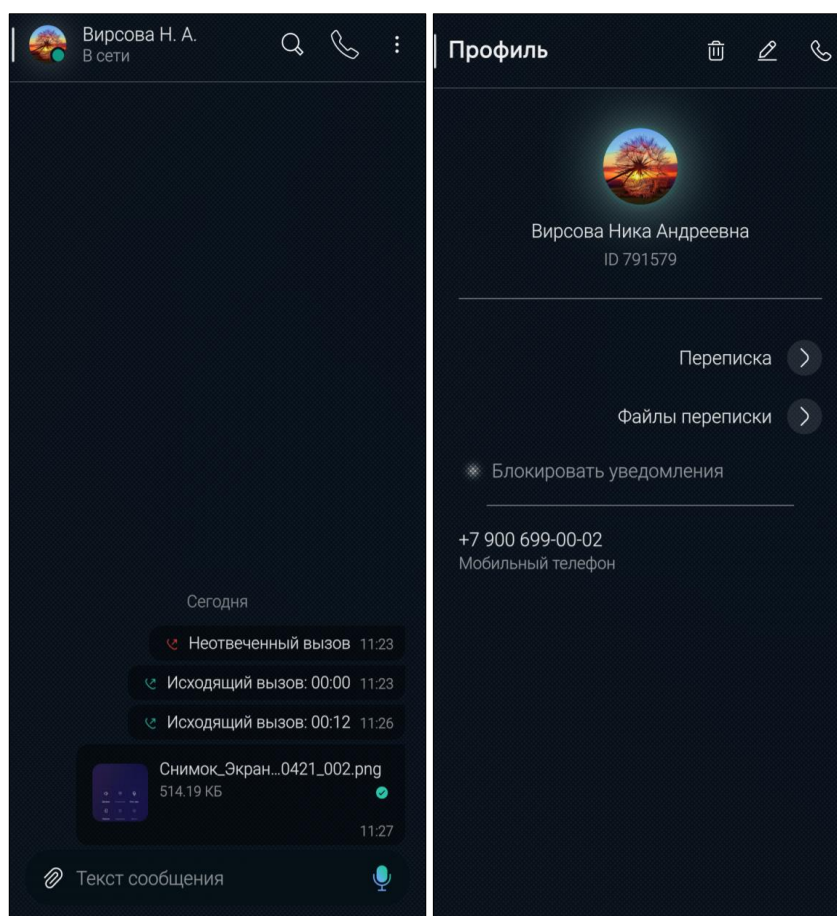 Вирсова Н. А.
В сети
Сегодня
Неотвеченный вызов 11:23
Исходящий вызов: 00:00 11:23
Исходящий вызов: 00:12 11:26
Снимок_Экран...0421_002.png
514.19 КБ
11:27
Текст сообщения
Профиль
Вирсова Ника Андреевна
ID 791579
Переписка
Файлы переписки
Блокировать уведомления
+7 900 699-00-02
Мобильный телефон